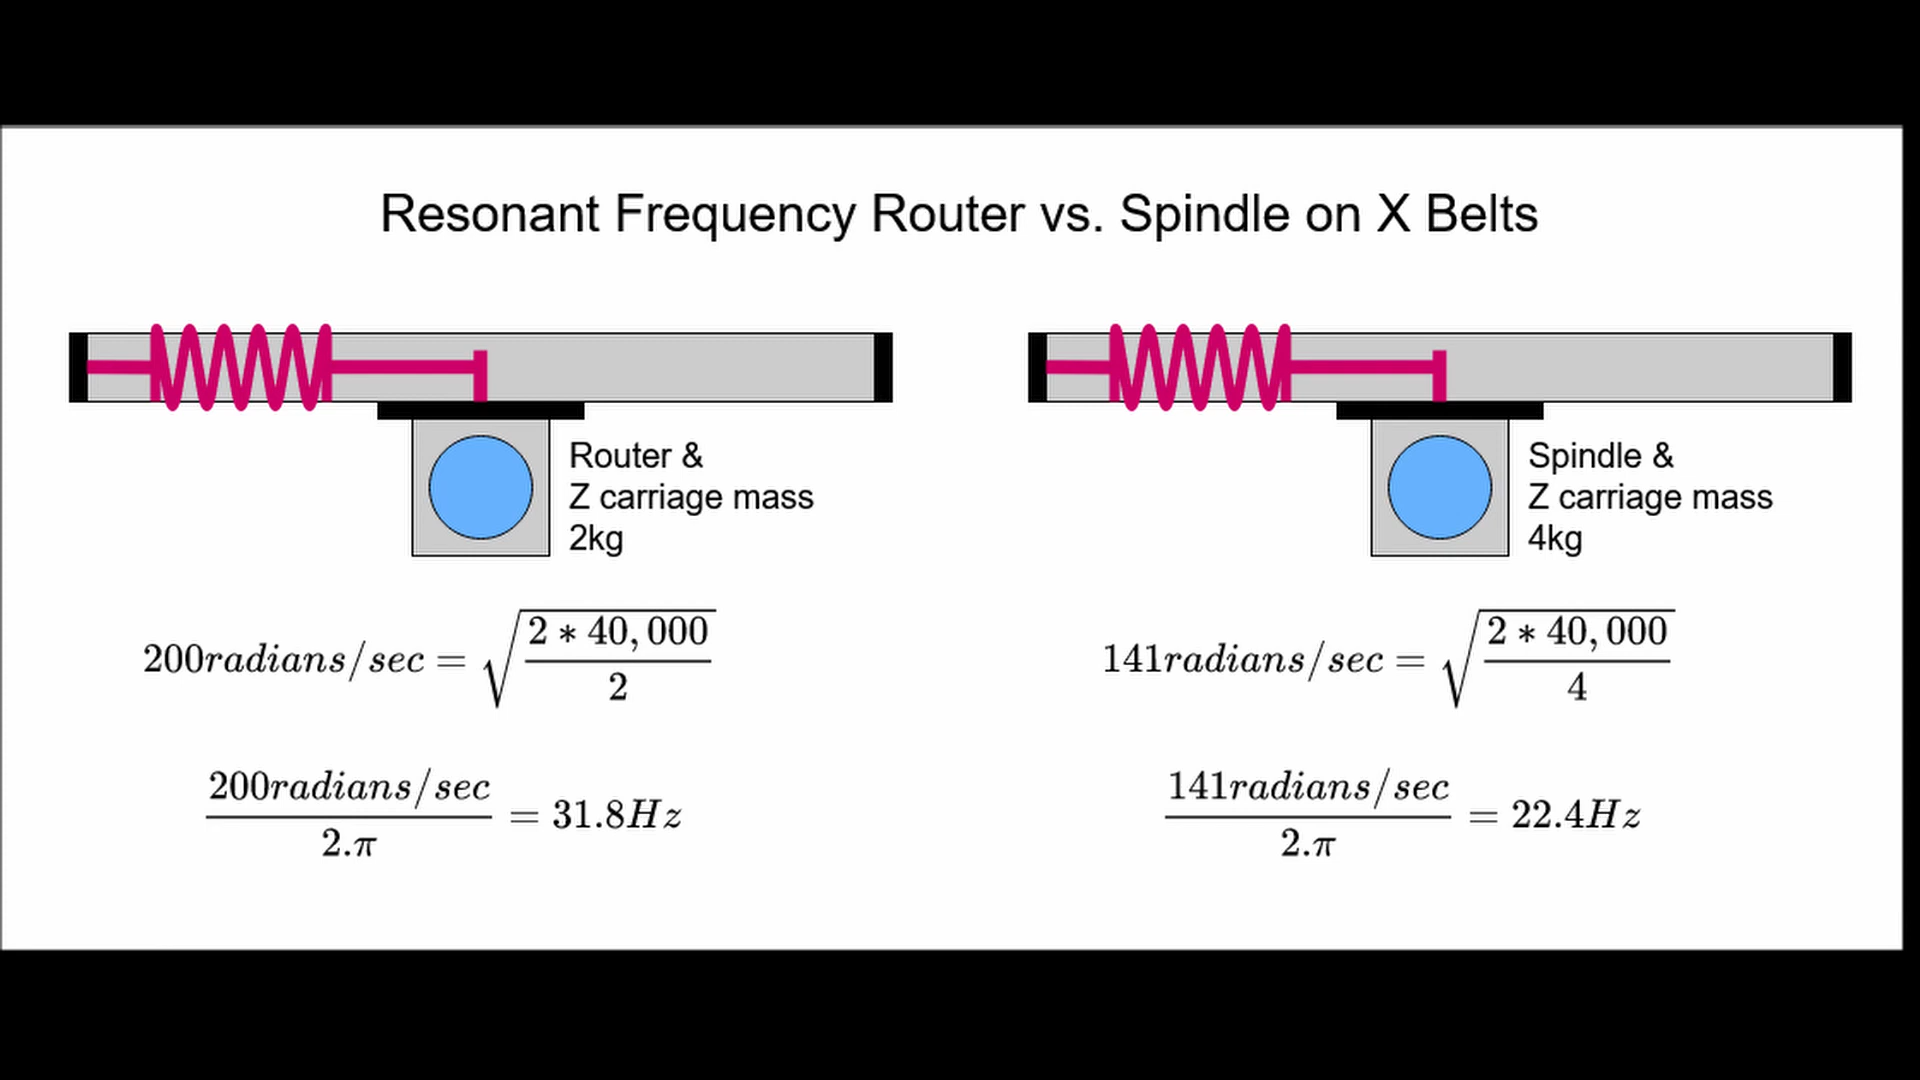 Resonant Frequency Router vs. Spindle on X Belts
Router &
Z carriage mass
2kg
Spindle &
Z carriage mass
4kg
200radians/sec = √(2 * 40,000 / 2)
141radians/sec = √(2 * 40,000 / 4)
200radians/sec / 2.π = 31.8Hz
141radians/sec / 2.π = 22.4Hz